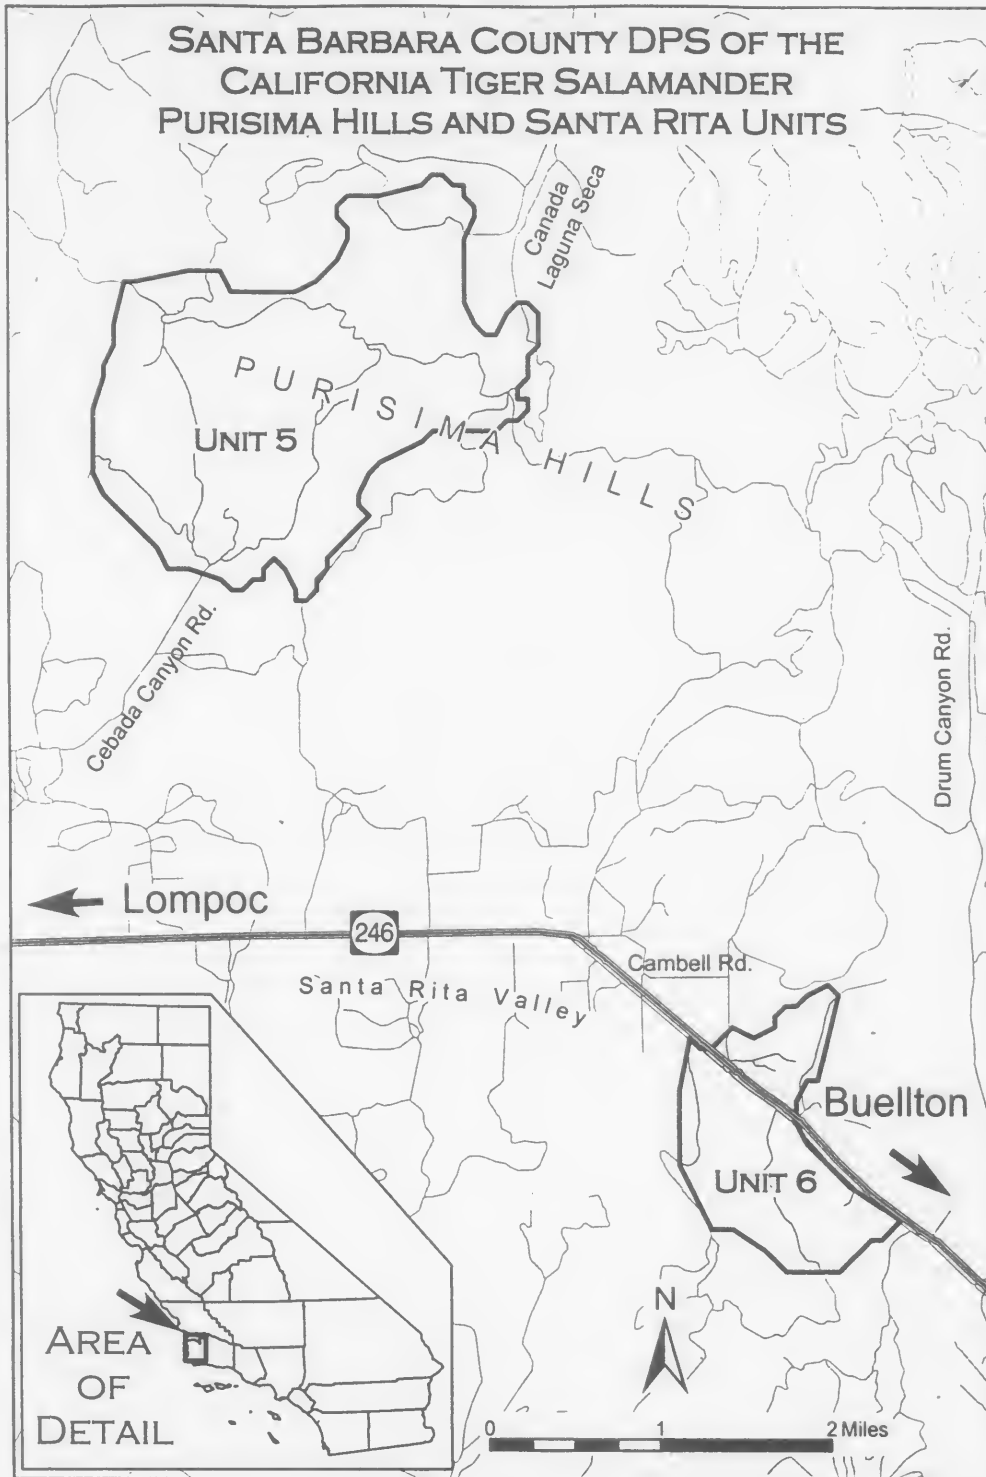 SANTA BARBARA COUNTY DPS OF THE
CALIFORNIA TIGER SALAMANDER
PURISIMA HILLS AND SANTA RITA UNITS
Canada
Laguna Seca
PURISIMA HILLS
UNIT 5
Cebada Canyon Rd.
Drum Canyon Rd.
Lompoc
246
Cambell Rd.
Santa Rita Valley
Buellton
UNIT 6
N
AREA
OF
DETAIL
0 1 2 Miles